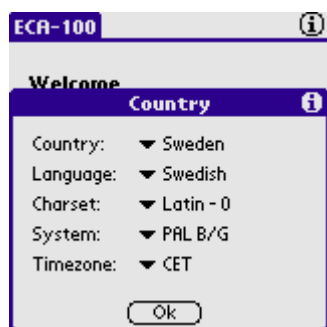 ECA-100
Welcome
Country
Country: Sweden
Language: Swedish
Charset: Latin - 0
System: PAL B/G
Timezone: CET
Ok